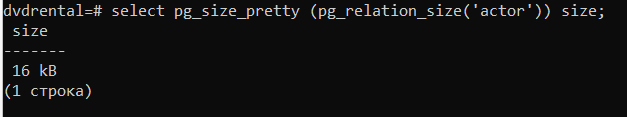 dvdrental=# select pg_size_pretty (pg_relation_size('actor')) size;
size
-------
16 kB
(1 строка)